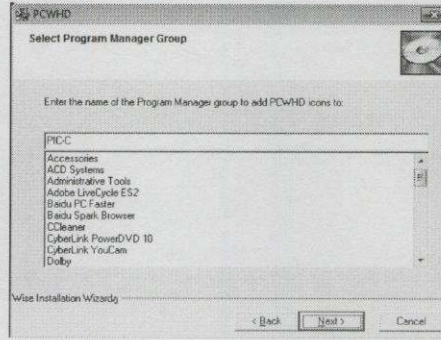 PCWHD
Select Program Manager Group
Enter the name of the Program Manager group to add PCWHD icons to:
PIC-C
Accessories
ACD Systems
Administrative Tools
Adobe LiveCycle ES2
Baidu PC Faster
Baidu Spark Browser
CCleaner
CyberLink PowerDVD 10
CyberLink YouCam
Dolby
Wise Installation Wizard®
< Back
Next >
Cancel